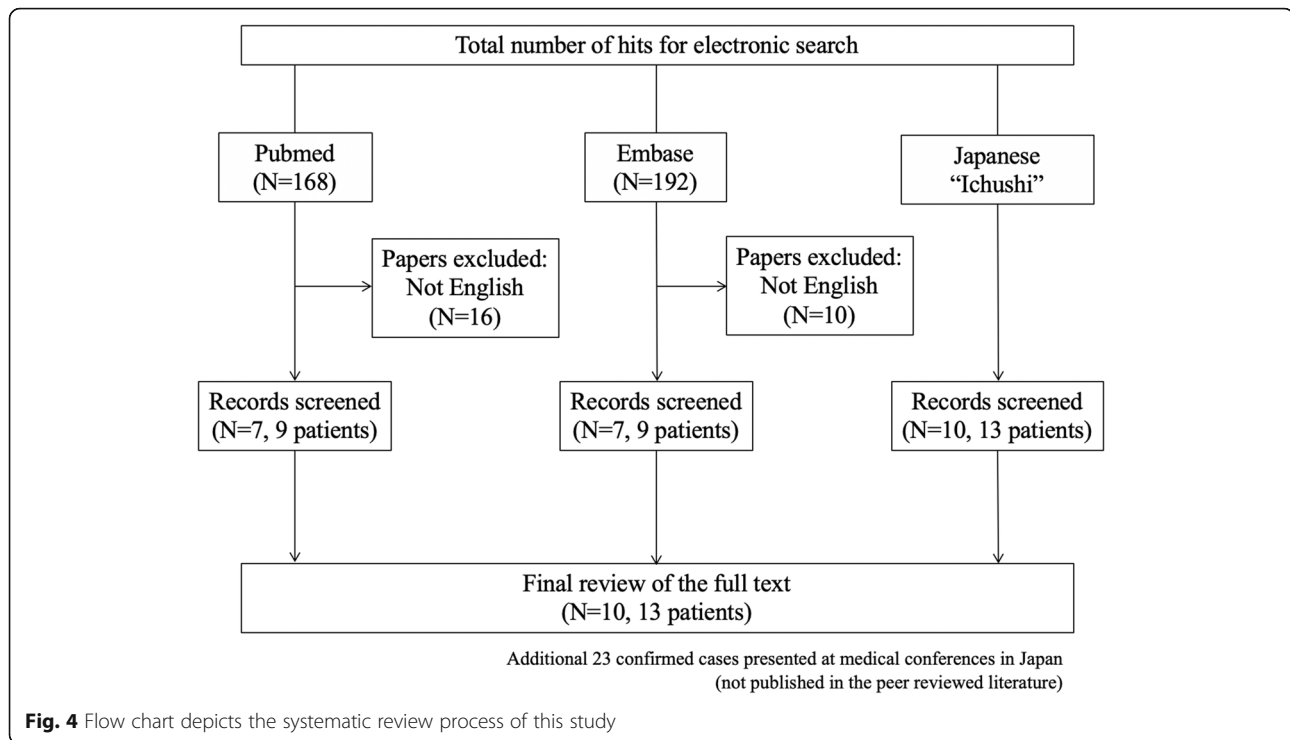 Total number of hits for electronic search
Pubmed
(N=168)
Embase
(N=192)
Japanese
“Ichushi”
Papers excluded:
Not English
(N=16)
Papers excluded:
Not English
(N=10)
Records screened
(N=7, 9 patients)
Records screened
(N=7, 9 patients)
Records screened
(N=10, 13 patients)
Final review of the full text
(N=10, 13 patients)
Additional 23 confirmed cases presented at medical conferences in Japan
(not published in the peer reviewed literature)
Fig. 4 Flow chart depicts the systematic review process of this study